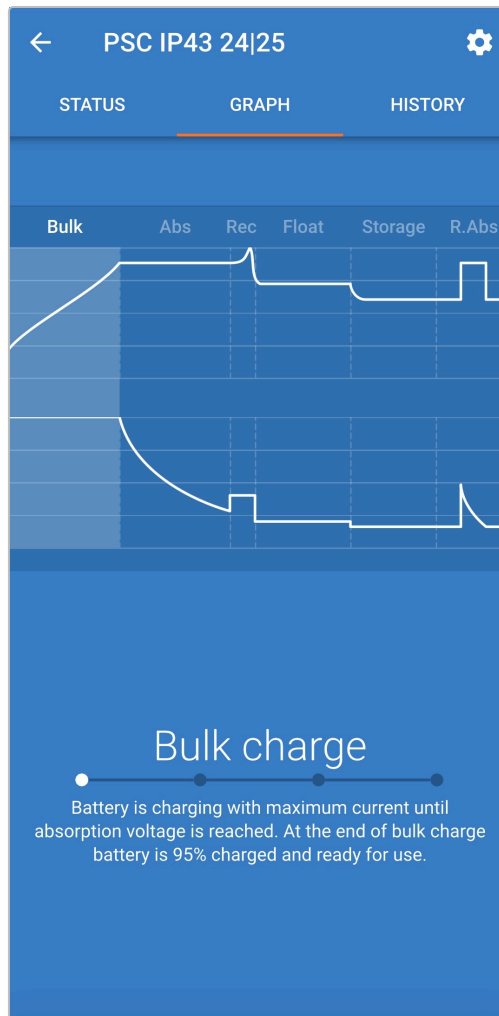 PSC IP43 24|25
STATUS GRAPH HISTORY
Bulk Abs Rec Float Storage R.Abs
Bulk charge
Battery is charging with maximum current until
absorption voltage is reached. At the end of bulk charge
battery is 95% charged and ready for use.